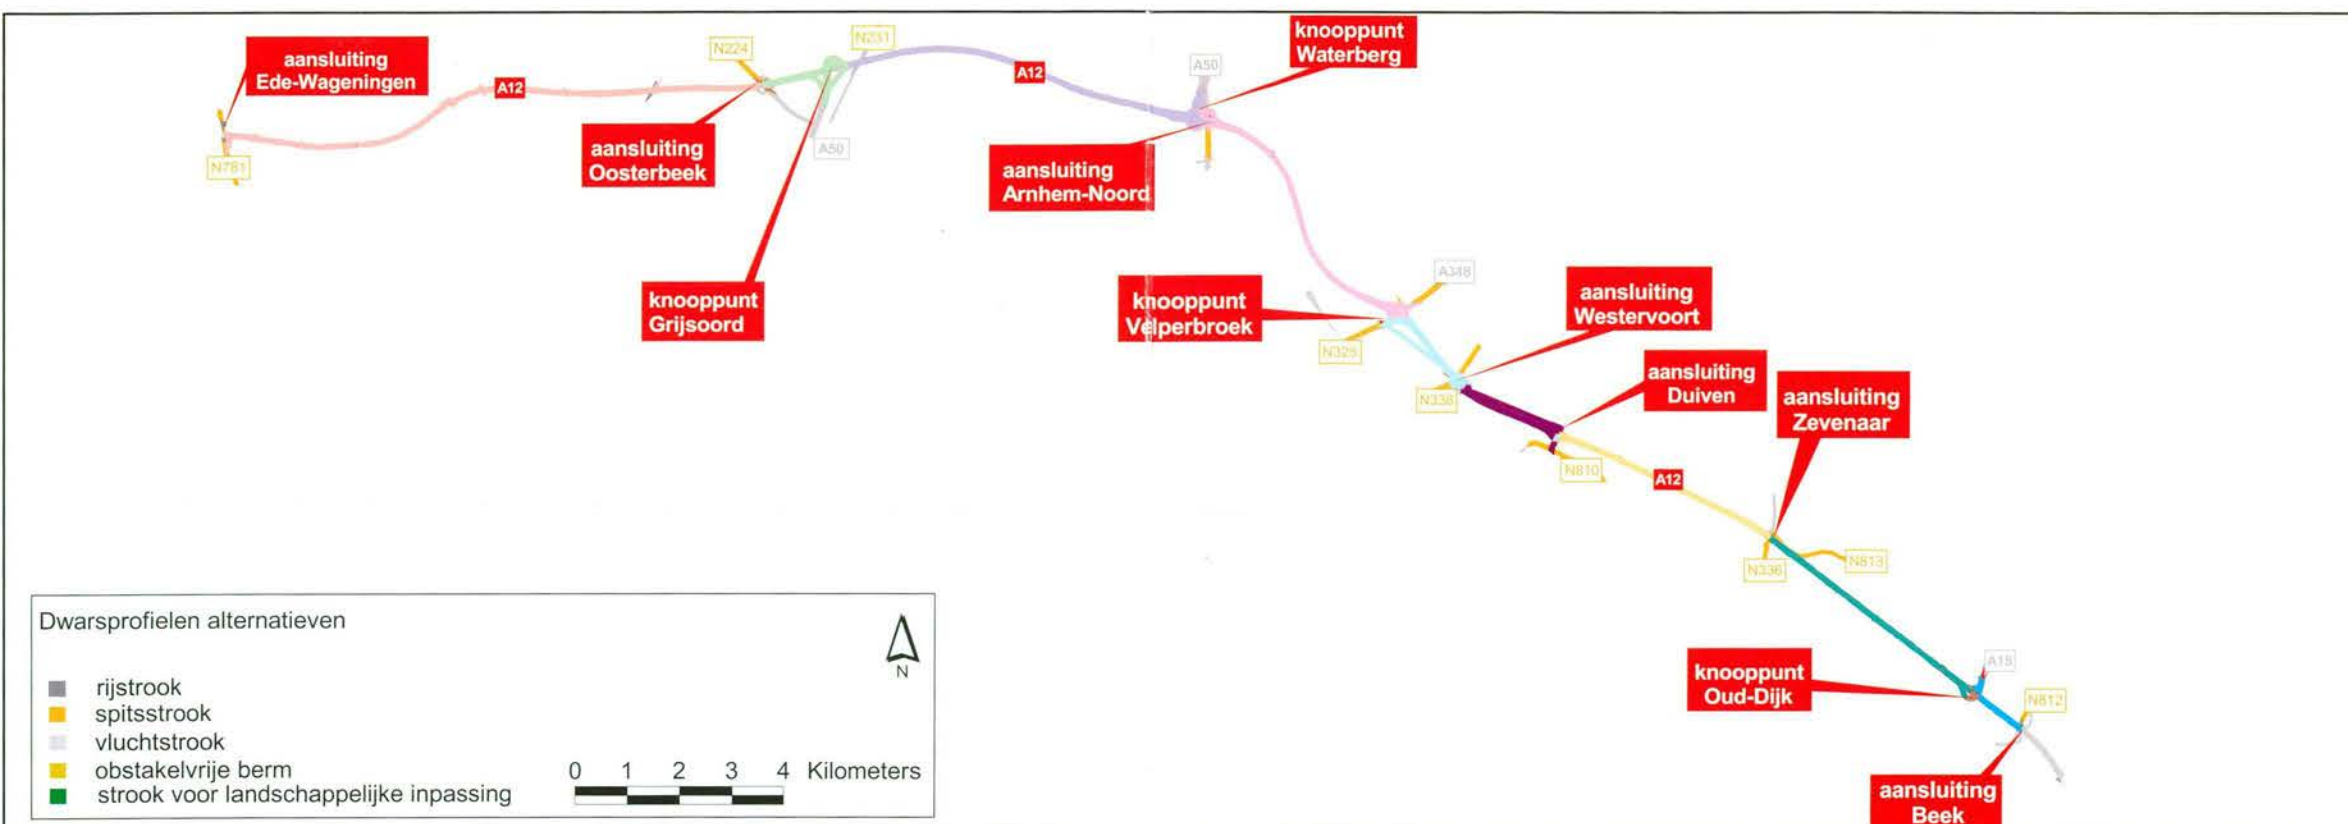 aansluiting
Ede-Wageningen
N781
A12
N224
N231
aansluiting
Oosterbeek
A50
knooppunt
Grijsoord
A12
knooppunt
Waterberg
A50
aansluiting
Arnhem-Noord
knooppunt
Velperbroek
A348
N325
aansluiting
Westervoort
N338
aansluiting
Duiven
N810
A12
aansluiting
Zevenaar
N336
N813
knooppunt
Oud-Dijk
A15
N812
aansluiting
Beek
Dwarsprofielen alternatieven
rijstrook
spitsstrook
vluchtstrook
obstakelvrije berm
strook voor landschappelijke inpassing
N
0 1 2 3 4 Kilometers